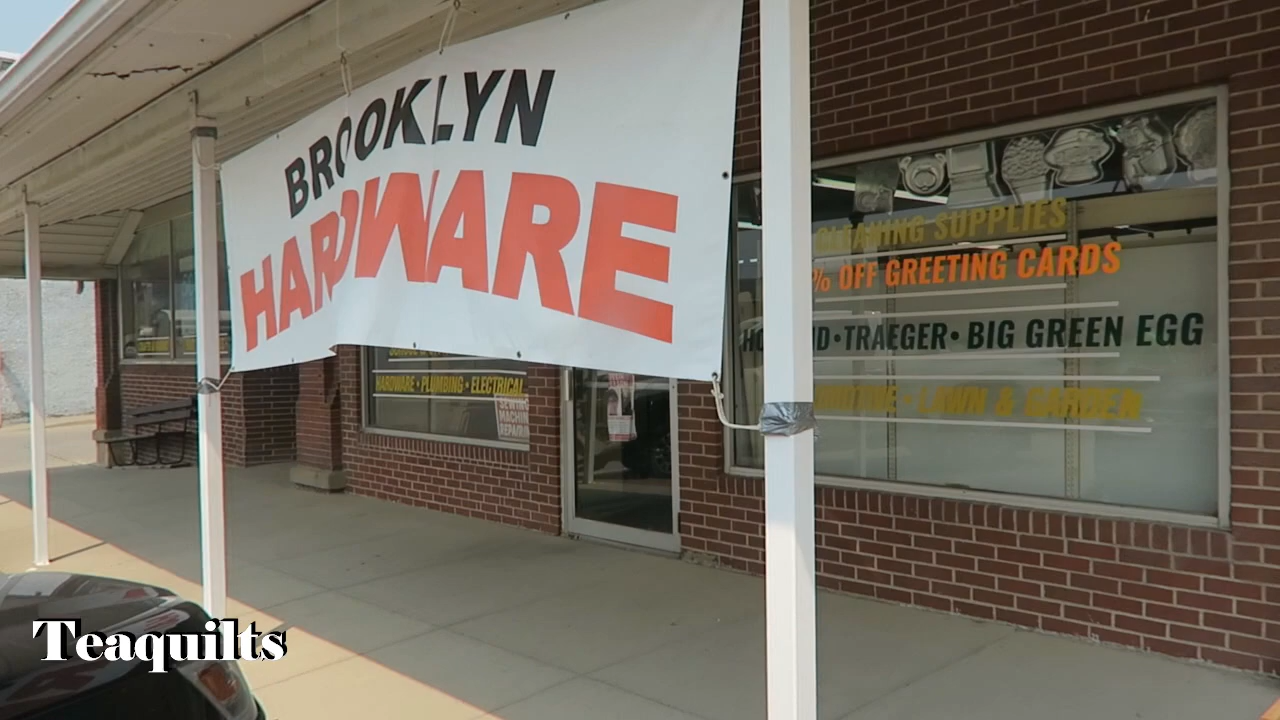 BROOKLYN
HARDWARE
CLEANING SUPPLIES
% OFF GREETING CARDS
TRAEGER • BIG GREEN EGG
• LAWN & GARDEN
HARDWARE • PLUMBING • ELECTRICAL
SEWING
MACHIN
REPAIR
Teaquilts